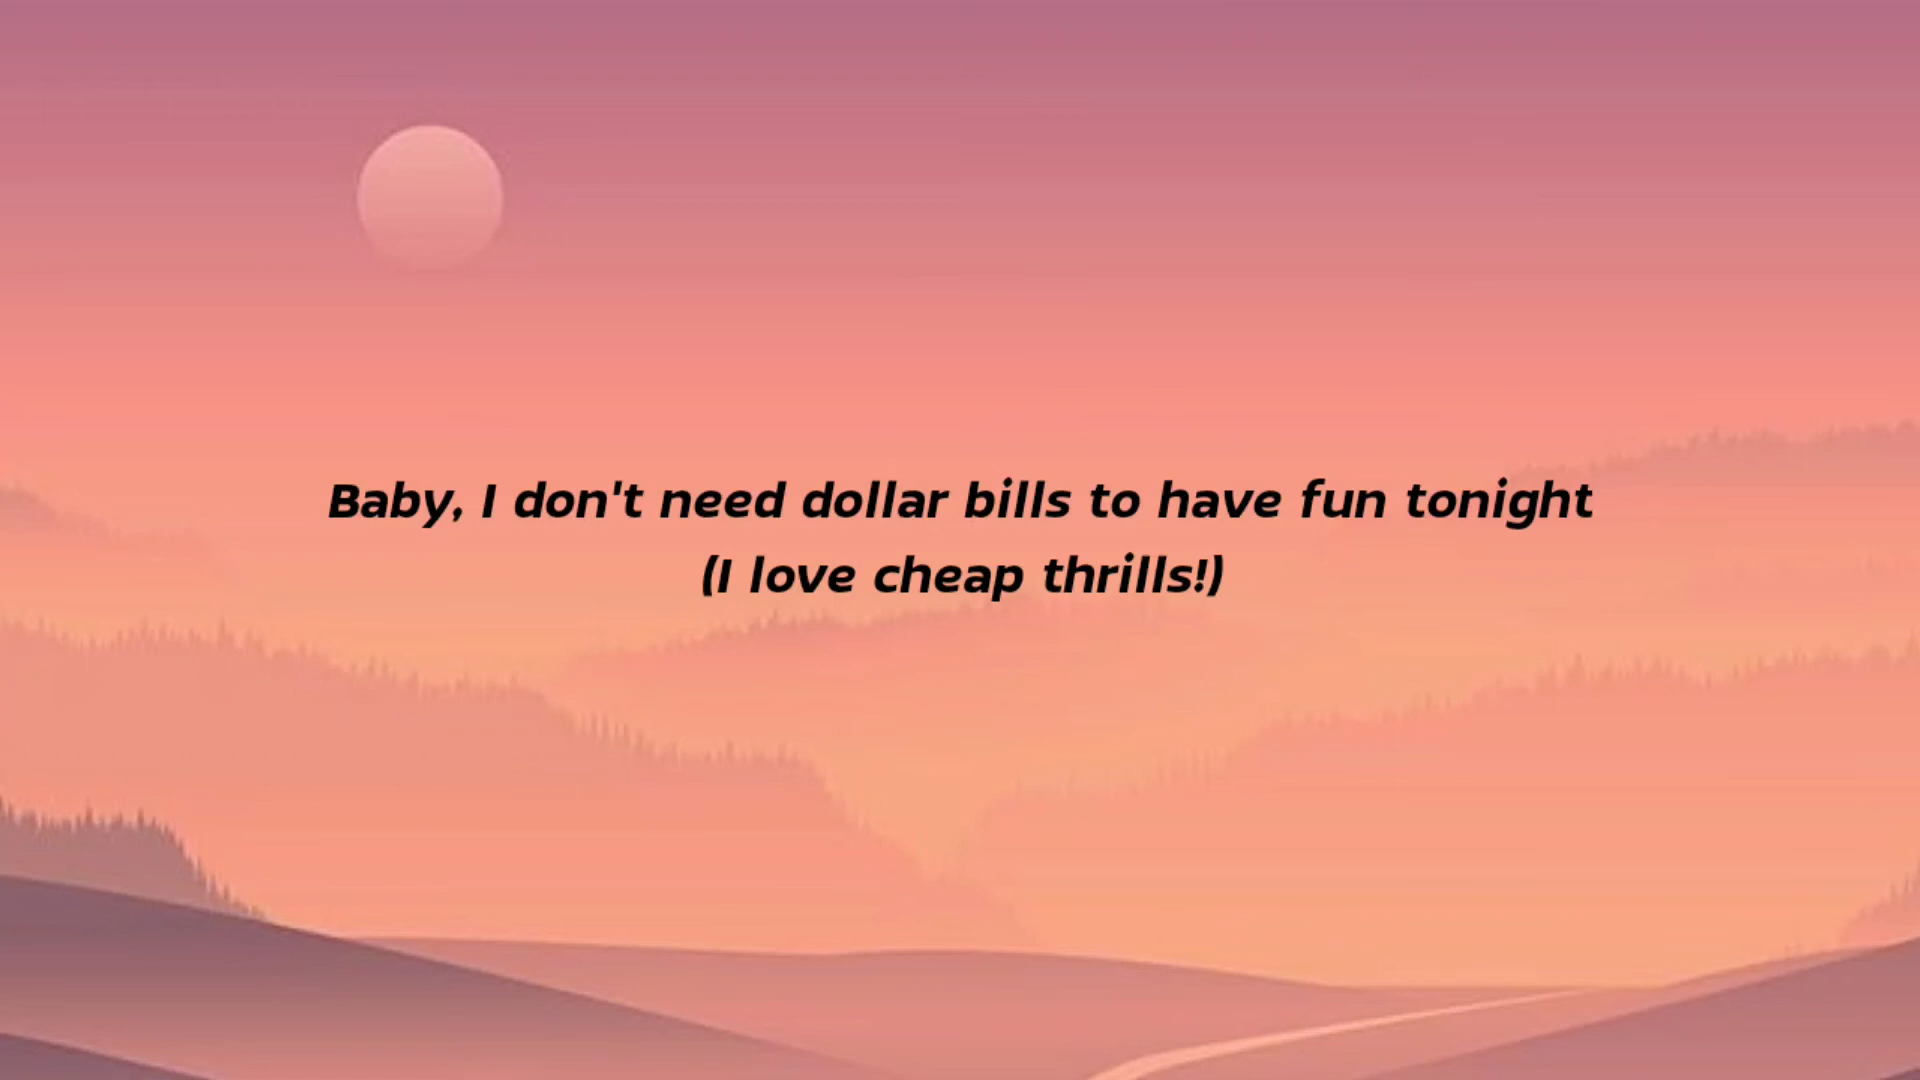 Baby, I don't need dollar bills to have fun tonight
(I love cheap thrills!)